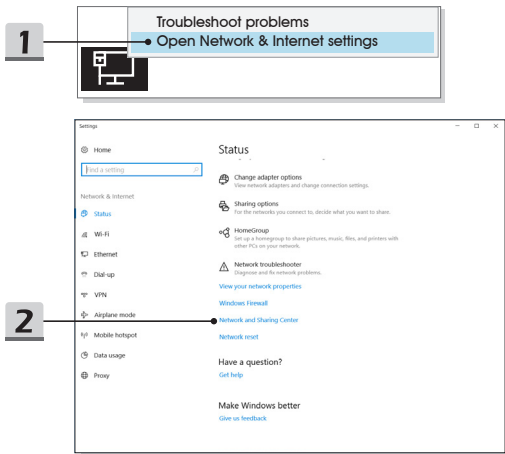 Troubleshoot problems
1
Open Network & Internet settings
Settings
Home
Status
Find a setting
Change adapter options
View network adapters and change connection settings.
Network & Internet
Sharing options
For the networks you connect to, decide what you want to share.
Status
Wi-Fi
HomeGroup
Set up a homegroup to share pictures, music, files, and printers with
other PCs on your network.
Ethernet
Network troubleshooter
Diagnose and fix network problems.
Dial-up
View your network properties
VPN
Windows Firewall
Airplane mode
2
Network and Sharing Center
Mobile hotspot
Network reset
Data usage
Have a question?
Proxy
Get help
Make Windows better
Give us feedback